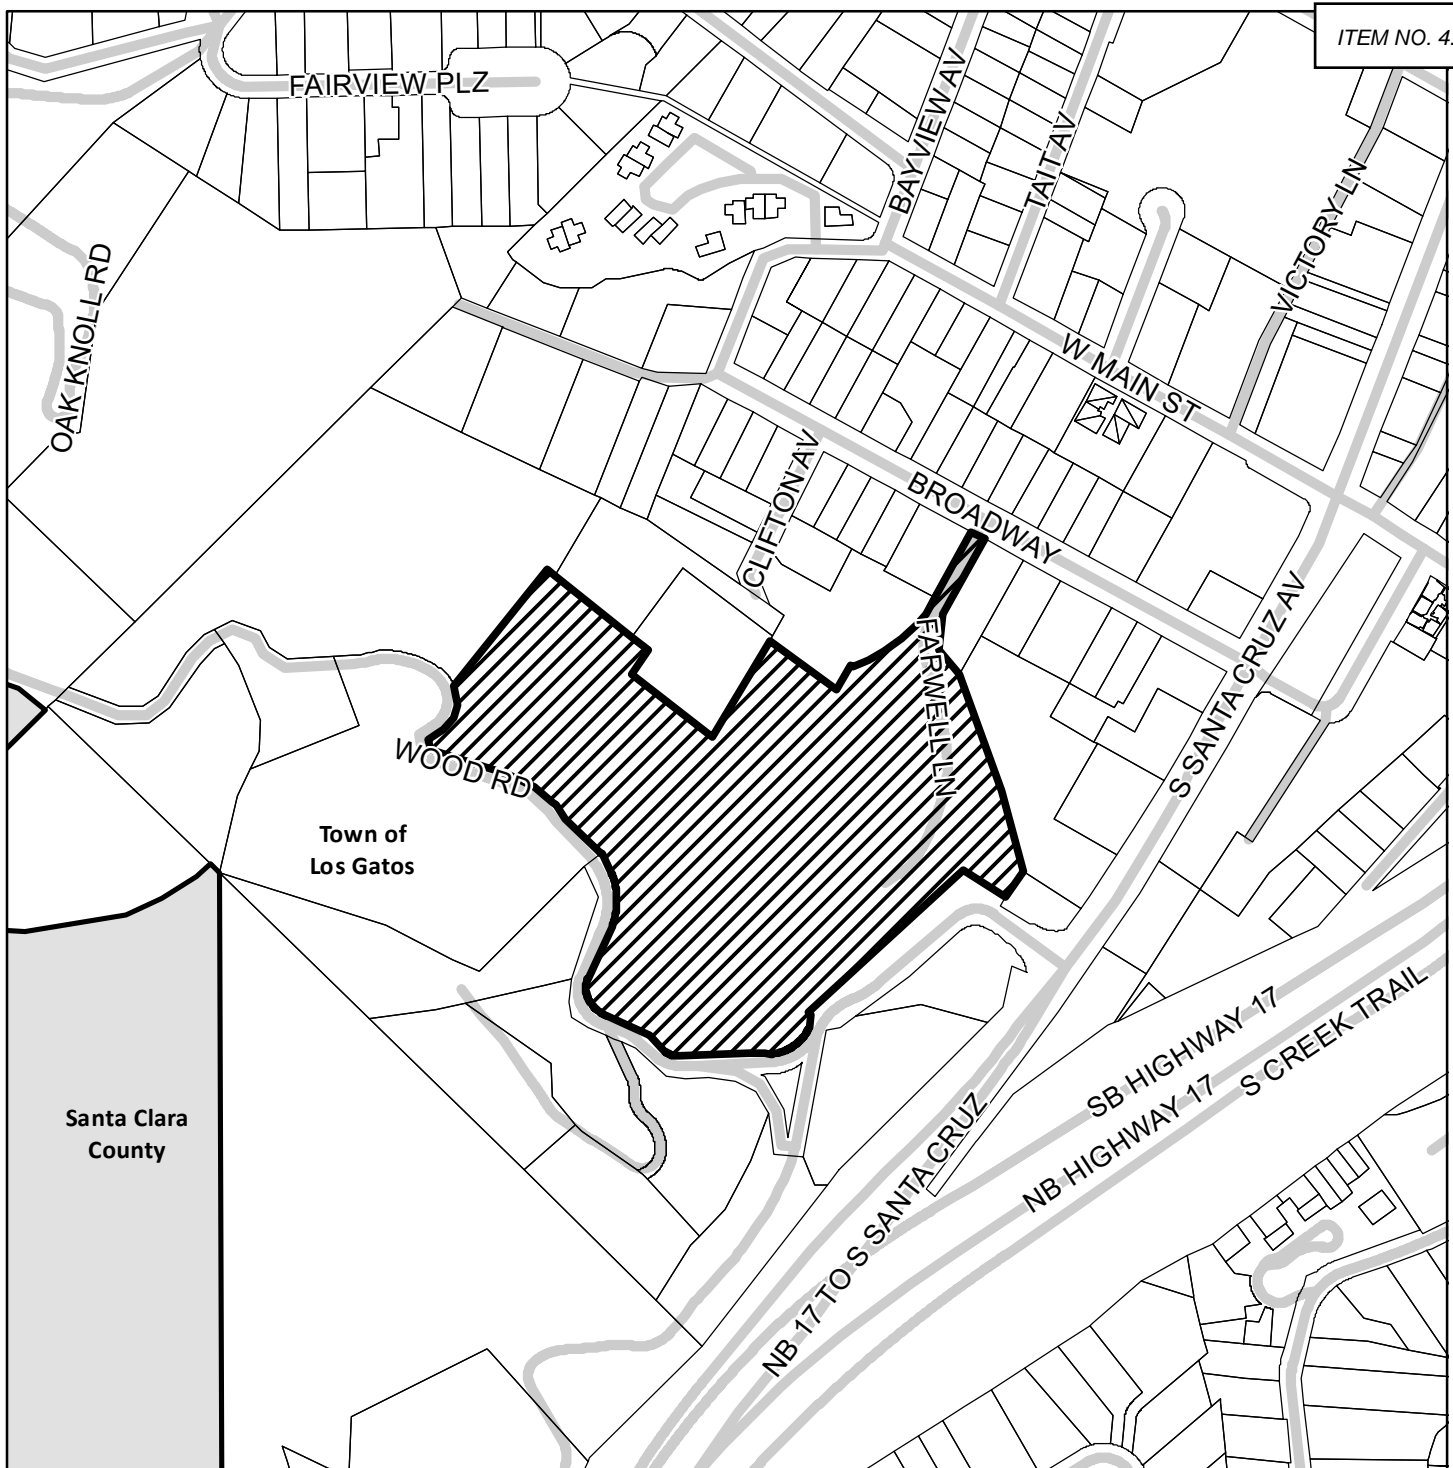 ITEM NO. 4.
FAIRVIEW PLZ
BAYVIEW AV
TAIT AV
VICTORY LN
OAK KNOLL RD
W MAIN ST
CLIFTON AV
BROADWAY
FARWELL LN
S SANTA CRUZ AV
WOOD RD
Town of
Los Gatos
SB HIGHWAY 17
S CREEK TRAIL
NB HIGHWAY 17
NB 17 TO S SANTA CRUZ
Santa Clara
County